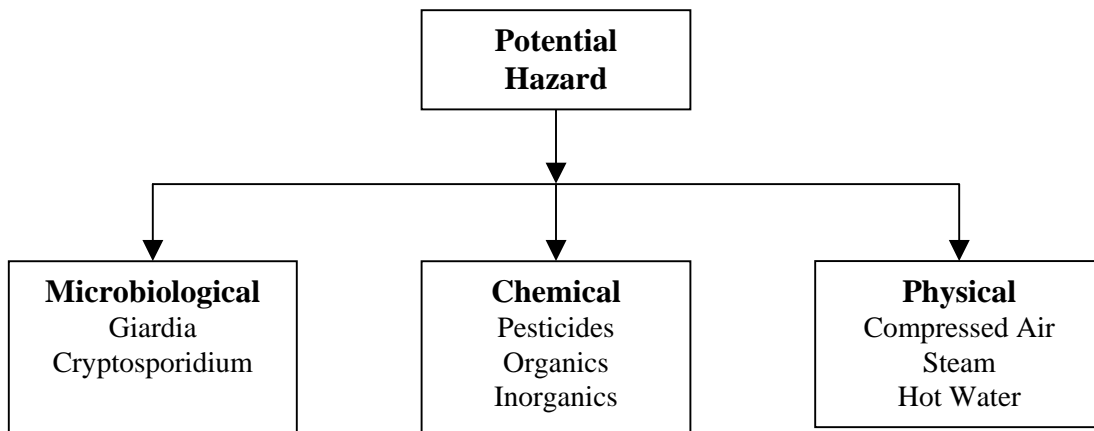 Potential
Hazard
Microbiological
Giardia
Cryptosporidium
Chemical
Pesticides
Organics
Inorganics
Physical
Compressed Air
Steam
Hot Water